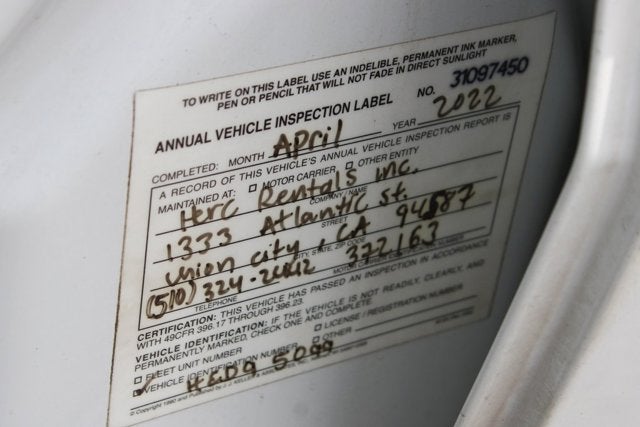 TO WRITE ON THIS LABEL USE AN INDELIBLE, PERMANENT INK MARKER,
PEN OR PENCIL THAT WILL NOT FADE IN DIRECT SUNLIGHT
NO. 31097450
ANNUAL VEHICLE INSPECTION LABEL
COMPLETED: MONTH April YEAR 2022
A RECORD OF THIS VEHICLE'S ANNUAL VEHICLE INSPECTION REPORT IS
MAINTAINED AT: ☐ MOTOR CARRIER ☐ OTHER ENTITY
Herc Rentals inc.
COMPANY NAME
1333 Atlantic St.
STREET
Union City, CA 94587
CITY, STATE, ZIP CODE
(510) 324-2442 372163
TELEPHONE
CERTIFICATION: THIS VEHICLE HAS PASSED AN INSPECTION IN ACCORDANCE
WITH 49CFR 396.17 THROUGH 396.23.
VEHICLE IDENTIFICATION: IF THE VEHICLE IS NOT READILY, CLEARLY, AND
PERMANENTLY MARKED, CHECK ONE AND COMPLETE
☐ FLEET UNIT NUMBER ☐ LICENSE / REGISTRATION NUMBER
☑ VEHICLE IDENTIFICATION NUMBER ☐ OTHER
5099